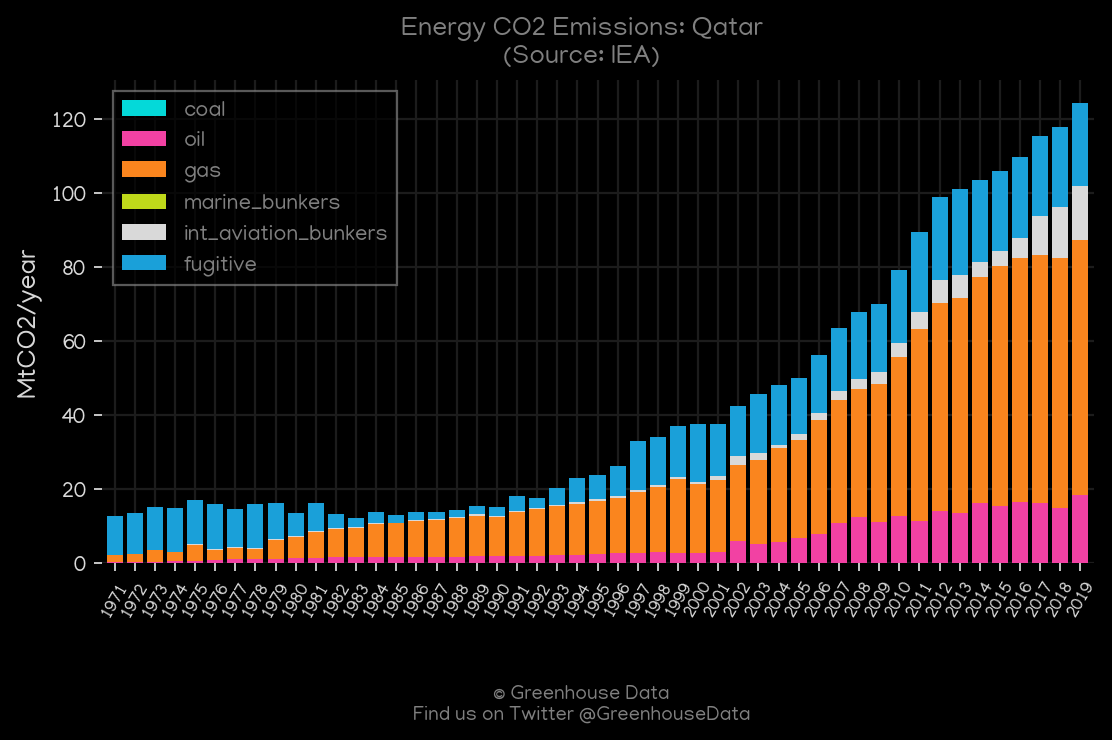 Energy CO2 Emissions: Qatar
(Source: IEA)
coal
oil
gas
marine_bunkers
int_aviation_bunkers
fugitive
MtCO2/year
120
100
80
60
40
20
0
1971 1972 1973 1974 1975 1976 1977 1978 1979 1980 1981 1982 1983 1984 1985 1986 1987 1988 1989 1990 1991 1992 1993 1994 1995 1996 1997 1998 1999 2000 2001 2002 2003 2004 2005 2006 2007 2008 2009 2010 2011 2012 2013 2014 2015 2016 2017 2018 2019
© Greenhouse Data
Find us on Twitter @GreenhouseData